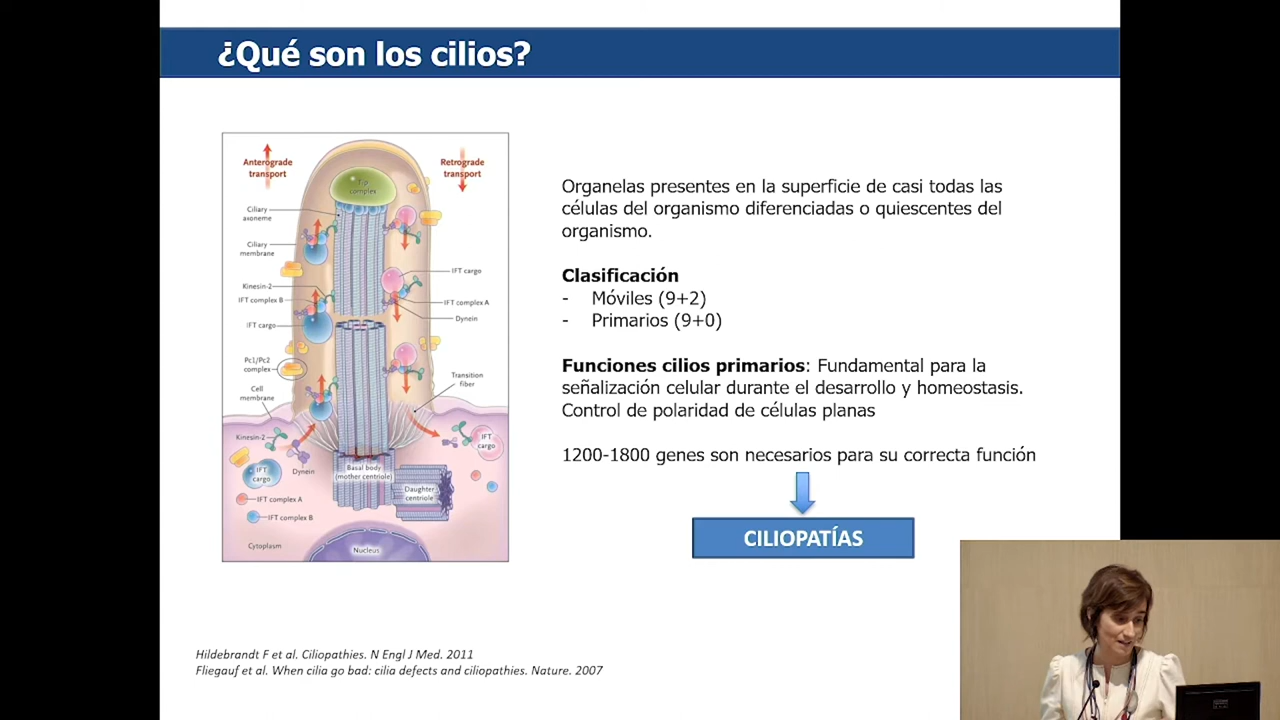 ¿Qué son los cilios?
Anterograde
transport
Retrograde
transport
Tip
complex
Ciliary
axoneme
Ciliary
membrane
Kinesin-2
IFT complex B
IFT cargo
Pc1/Pc2
complex
Cell
membrane
Kinesin-2
IFT
cargo
Dynein
IFT complex A
IFT complex B
Cytoplasm
IFT cargo
IFT complex A
Dynein
Transition
fiber
IFT
cargo
Basal body
(mother centriole)
Daughter
centriole
Nucleus
Organelas presentes en la superficie de casi todas las
células del organismo diferenciadas o quiescentes del
organismo.
Clasificación
- Móviles (9+2)
- Primarios (9+0)
Funciones cilios primarios: Fundamental para la
señalización celular durante el desarrollo y homeostasis.
Control de polaridad de células planas
1200-1800 genes son necesarios para su correcta función
CILIOPATÍAS
Hildebrandt F et al. Ciliopathies. N Engl J Med. 2011
Fliegauf et al. When cilia go bad: cilia defects and ciliopathies. Nature. 2007